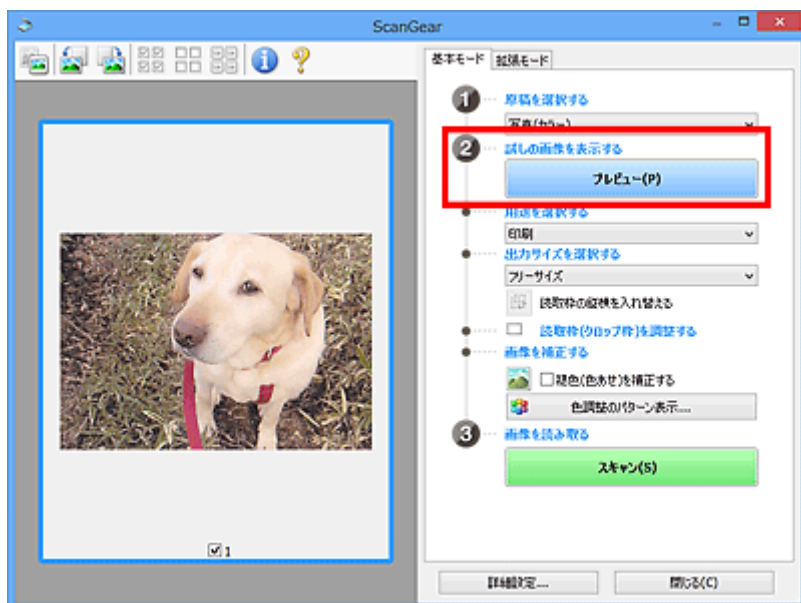 ScanGear
基本モード 拡張モード
1 原稿を選択する
写真(カラー)
2 試しの画像を表示する
プレビュー(P)
用途を選択する
印刷
出力サイズを選択する
フリーサイズ
読取枠の縦横を入れ替える
読取枠(クロップ枠)を調整する
画像を補正する
褪色(色あせ)を補正する
色調整のパターン表示...
3 画像を読み取る
スキャン(S)
1
詳細設定... 閉じる(C)